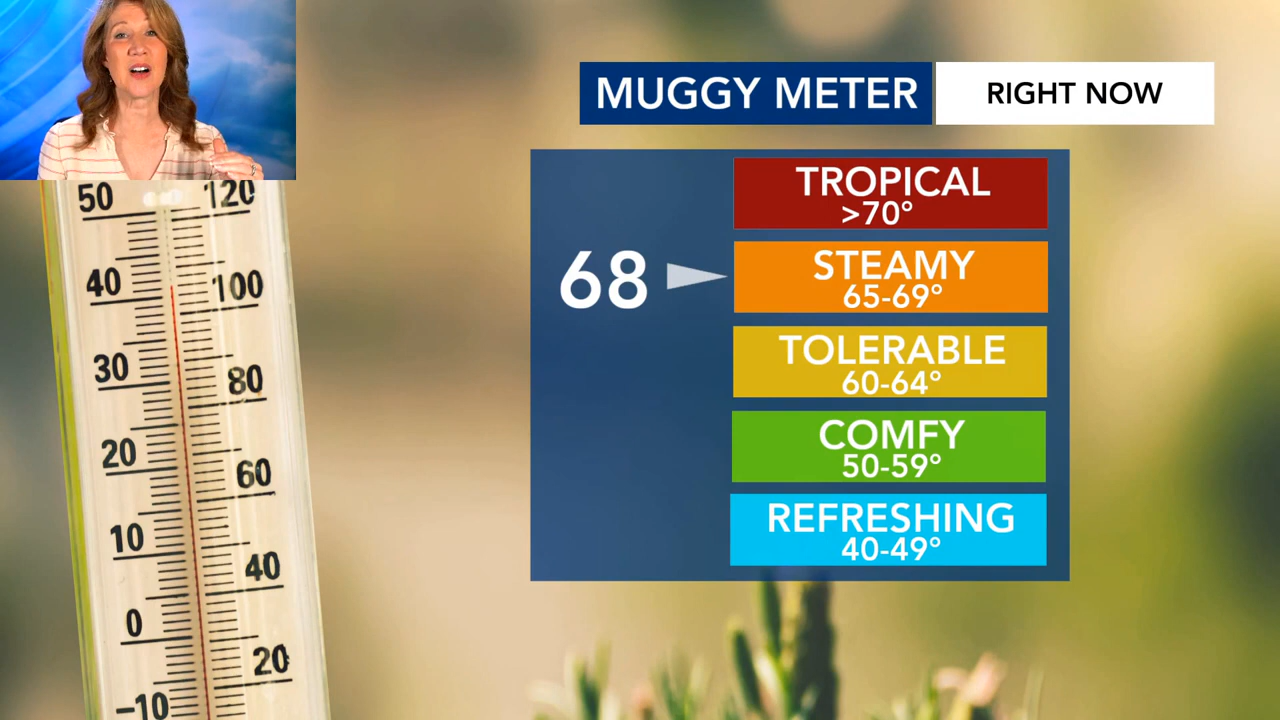 MUGGY METER
RIGHT NOW
TROPICAL
>70°
68
STEAMY
65-69°
TOLERABLE
60-64°
COMFY
50-59°
REFRESHING
40-49°
50 120
40 100
30 80
20 60
10 40
0 20
-10